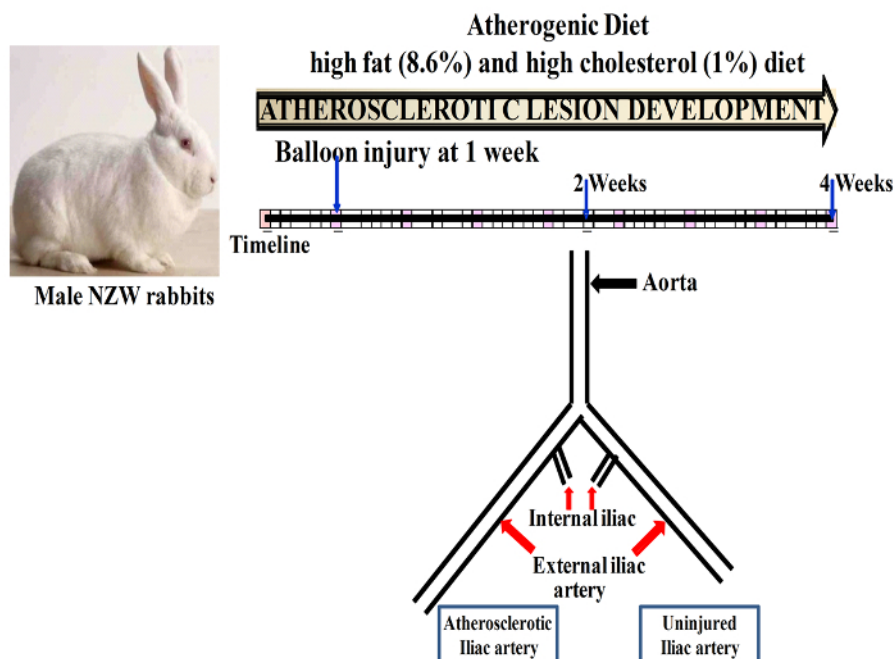 Atherogenic Diet
high fat (8.6%) and high cholesterol (1%) diet
ATHEROSCLEROTIC LESION DEVELOPMENT
Balloon injury at 1 week
2 Weeks
4 Weeks
Timeline
Male NZW rabbits
Aorta
Internal iliac
External iliac
artery
Atherosclerotic
Iliac artery
Uninjured
Iliac artery